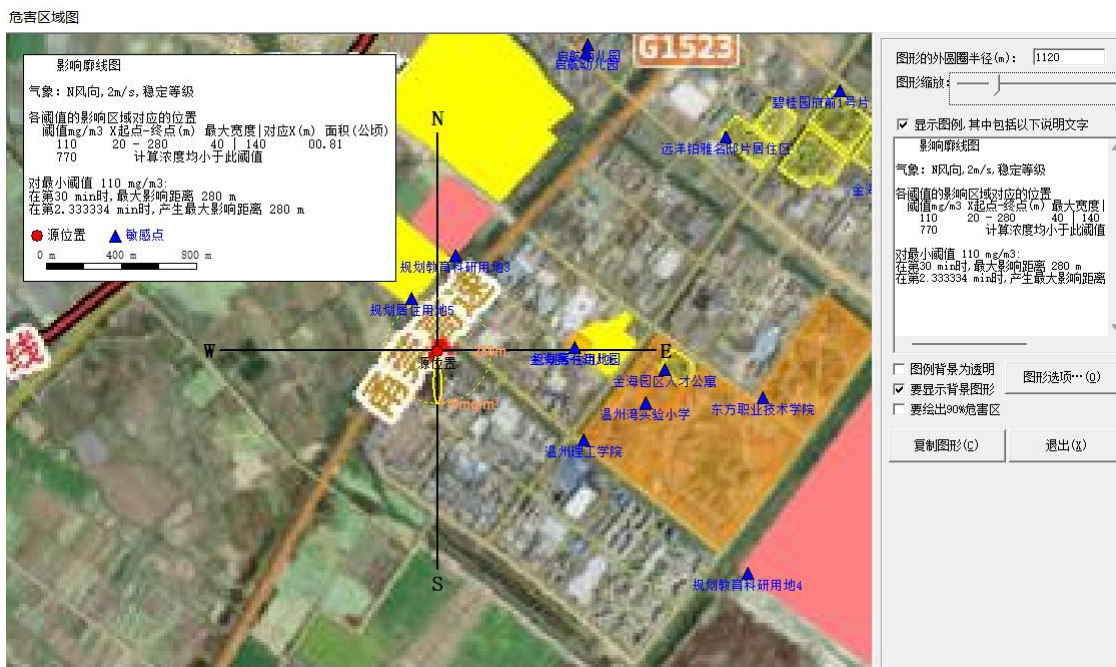 危害区域图
影响廓线图
气象: N风向,2m/s,稳定等级
各阈值的影响区域对应的位置
阈值mg/m3 X起点-终点(m) 最大宽度|对应X(m) 面积(公顷)
110 20 - 280 40 | 140 00.81
770 计算浓度均小于此阈值
对最小阈值 110 mg/m3:
在第30 min时,最大影响距离 280 m
在第2.333334 min时,产生最大影响距离 280 m
源位置 敏感点
0 m 400 m 800 m
G1523
启航幼儿园
碧桂园府前1号片
远洋铂雅名邸片居住区
金海
规划教育科研用地3
规划居住用地5
线
N
W
E
S
源位置
金海园区人才公寓
温州湾实验小学
东方职业技术学院
温州理工学院
规划教育科研用地4
图形的外圆圈半径(m): 1120
图形缩放:
显示图例,其中包括以下说明文字
影响廓线图
气象: N风向,2m/s,稳定等级
各阈值的影响区域对应的位置
阈值mg/m3 X起点-终点(m) 最大宽度|
110 20 - 280 40 | 140
770 计算浓度均小于此阈值
对最小阈值 110 mg/m3:
在第30 min时,最大影响距离 280 m
在第2.333334 min时,产生最大影响距离
图例背景为透明
图形选项…(O)
要显示背景图形
要绘出90%危害区
复制图形(C)
退出(X)